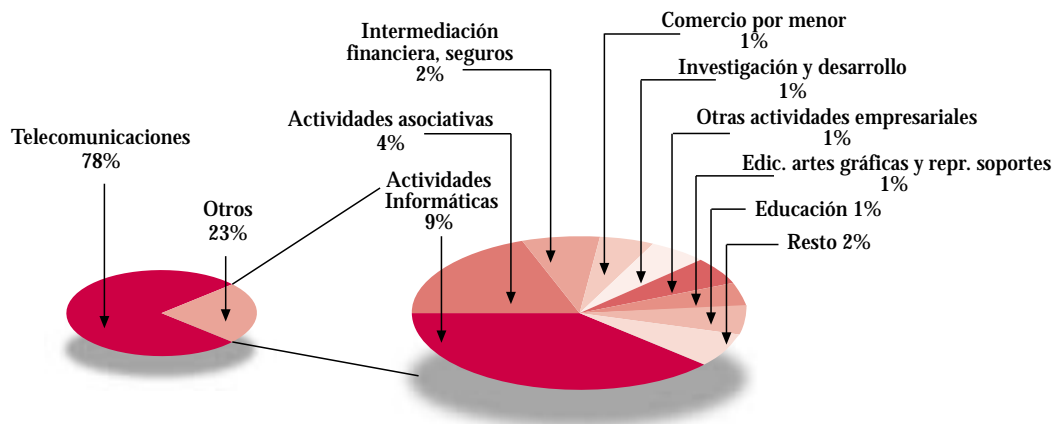 Telecomunicaciones
78%
Otros
23%
Intermediación
financiera, seguros
2%
Actividades asociativas
4%
Actividades
Informáticas
9%
Comercio por menor
1%
Investigación y desarrollo
1%
Otras actividades empresariales
1%
Edic. artes gráficas y repr. soportes
1%
Educación 1%
Resto 2%